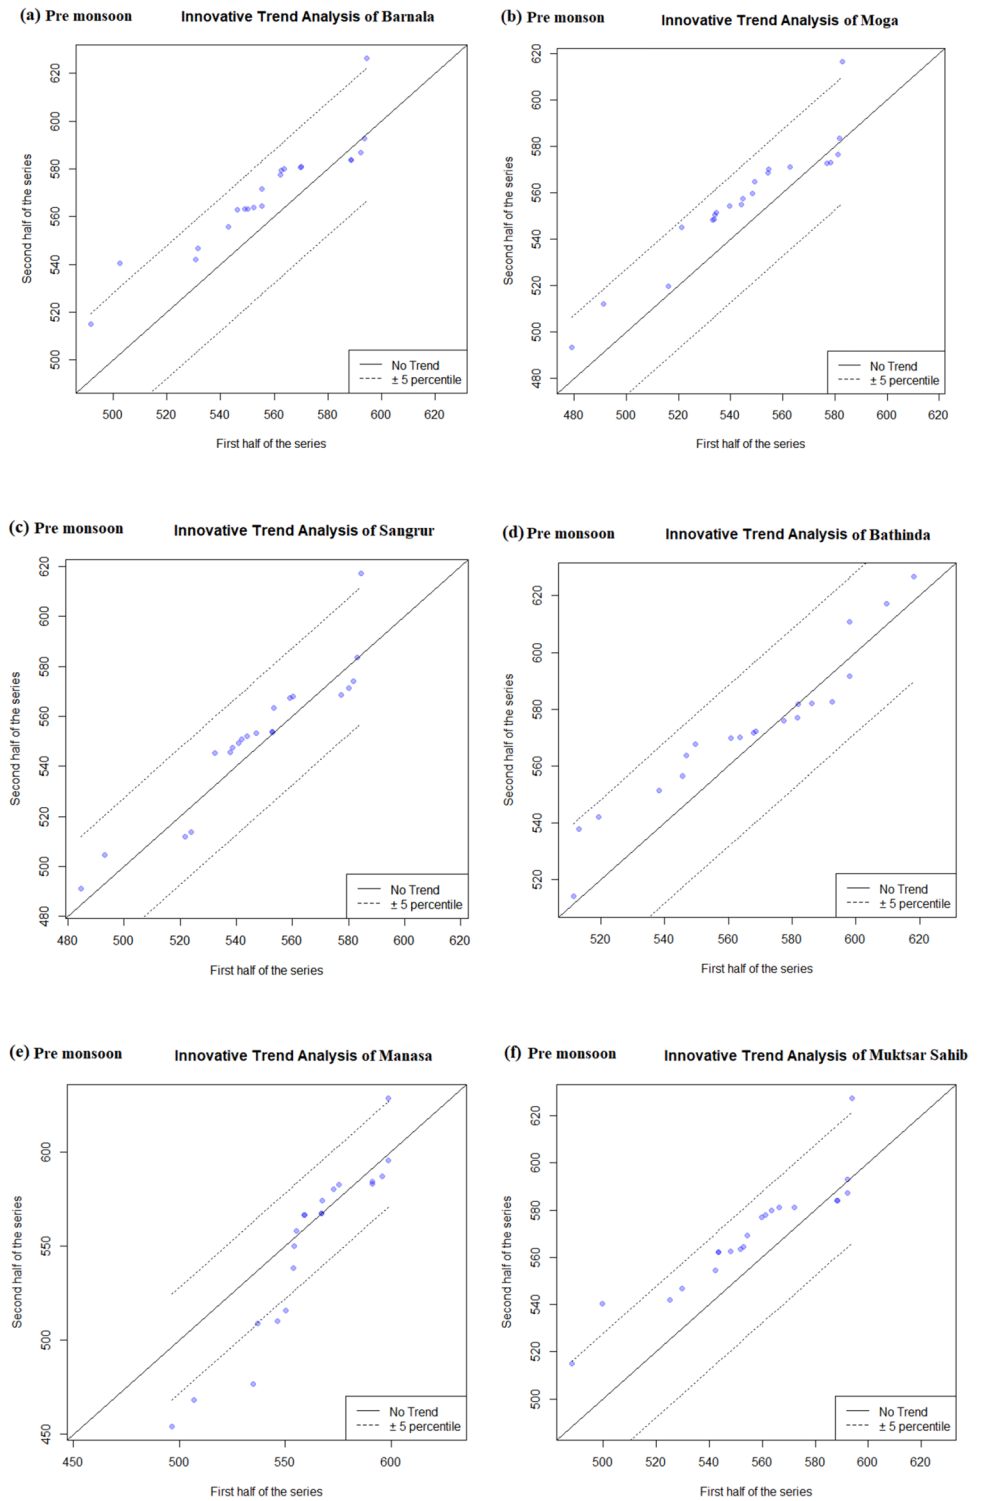 (a) Pre monsoon
Innovative Trend Analysis of Barnala
Second half of the series
620
600
580
560
540
520
500
500
520
540
560
580
600
620
First half of the series
No Trend
± 5 percentile
(b) Pre monsoon
Innovative Trend Analysis of Moga
Second half of the series
620
600
580
560
540
520
500
480
480
500
520
540
560
580
600
620
First half of the series
No Trend
± 5 percentile
(c) Pre monsoon
Innovative Trend Analysis of Sangrur
Second half of the series
620
600
580
560
540
520
500
480
480
500
520
540
560
580
600
620
First half of the series
No Trend
± 5 percentile
(d) Pre monsoon
Innovative Trend Analysis of Bathinda
Second half of the series
620
600
580
560
540
520
520
540
560
580
600
620
First half of the series
No Trend
± 5 percentile
(e) Pre monsoon
Innovative Trend Analysis of Manasa
Second half of the series
600
550
500
450
450
500
550
600
First half of the series
No Trend
± 5 percentile
(f) Pre monsoon
Innovative Trend Analysis of Muktsar Sahib
Second half of the series
620
600
580
560
540
520
500
500
520
540
560
580
600
620
First half of the series
No Trend
± 5 percentile